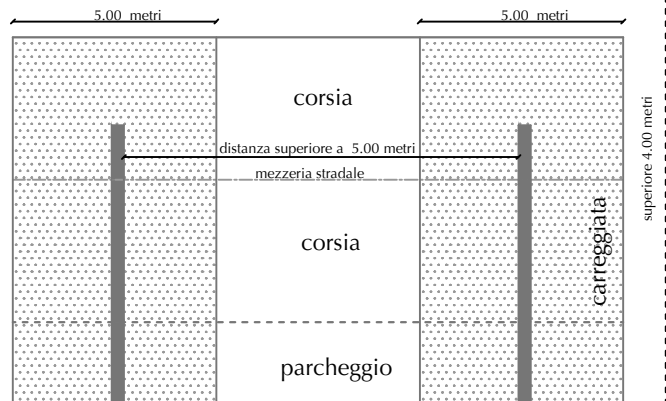 5.00 metri
5.00 metri
corsia
distanza superiore a 5.00 metri
mezzeria stradale
corsia
parcheggio
carreggiata
superiore 4.00 metri